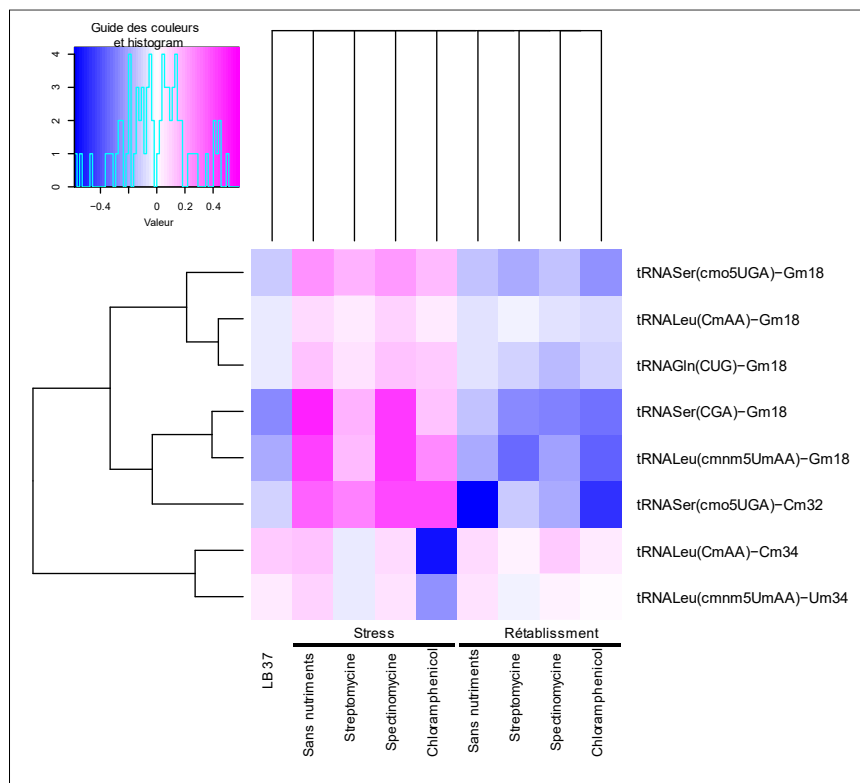 Guide des couleurs
et histogram
4
3
2
1
0
−0.4 0 0.2 0.4
Valeur
tRNASer(cmo5UGA)−Gm18
tRNALeu(CmAA)−Gm18
tRNAGln(CUG)−Gm18
tRNASer(CGA)−Gm18
tRNALeu(cmnm5UmAA)−Gm18
tRNASer(cmo5UGA)−Cm32
tRNALeu(CmAA)−Cm34
tRNALeu(cmnm5UmAA)−Um34
Stress
Rétablissment
LB 37
Sans nutriments
Streptomycine
Spectinomycine
Chloramphenicol
Sans nutriments
Streptomycine
Spectinomycine
Chloramphenicol